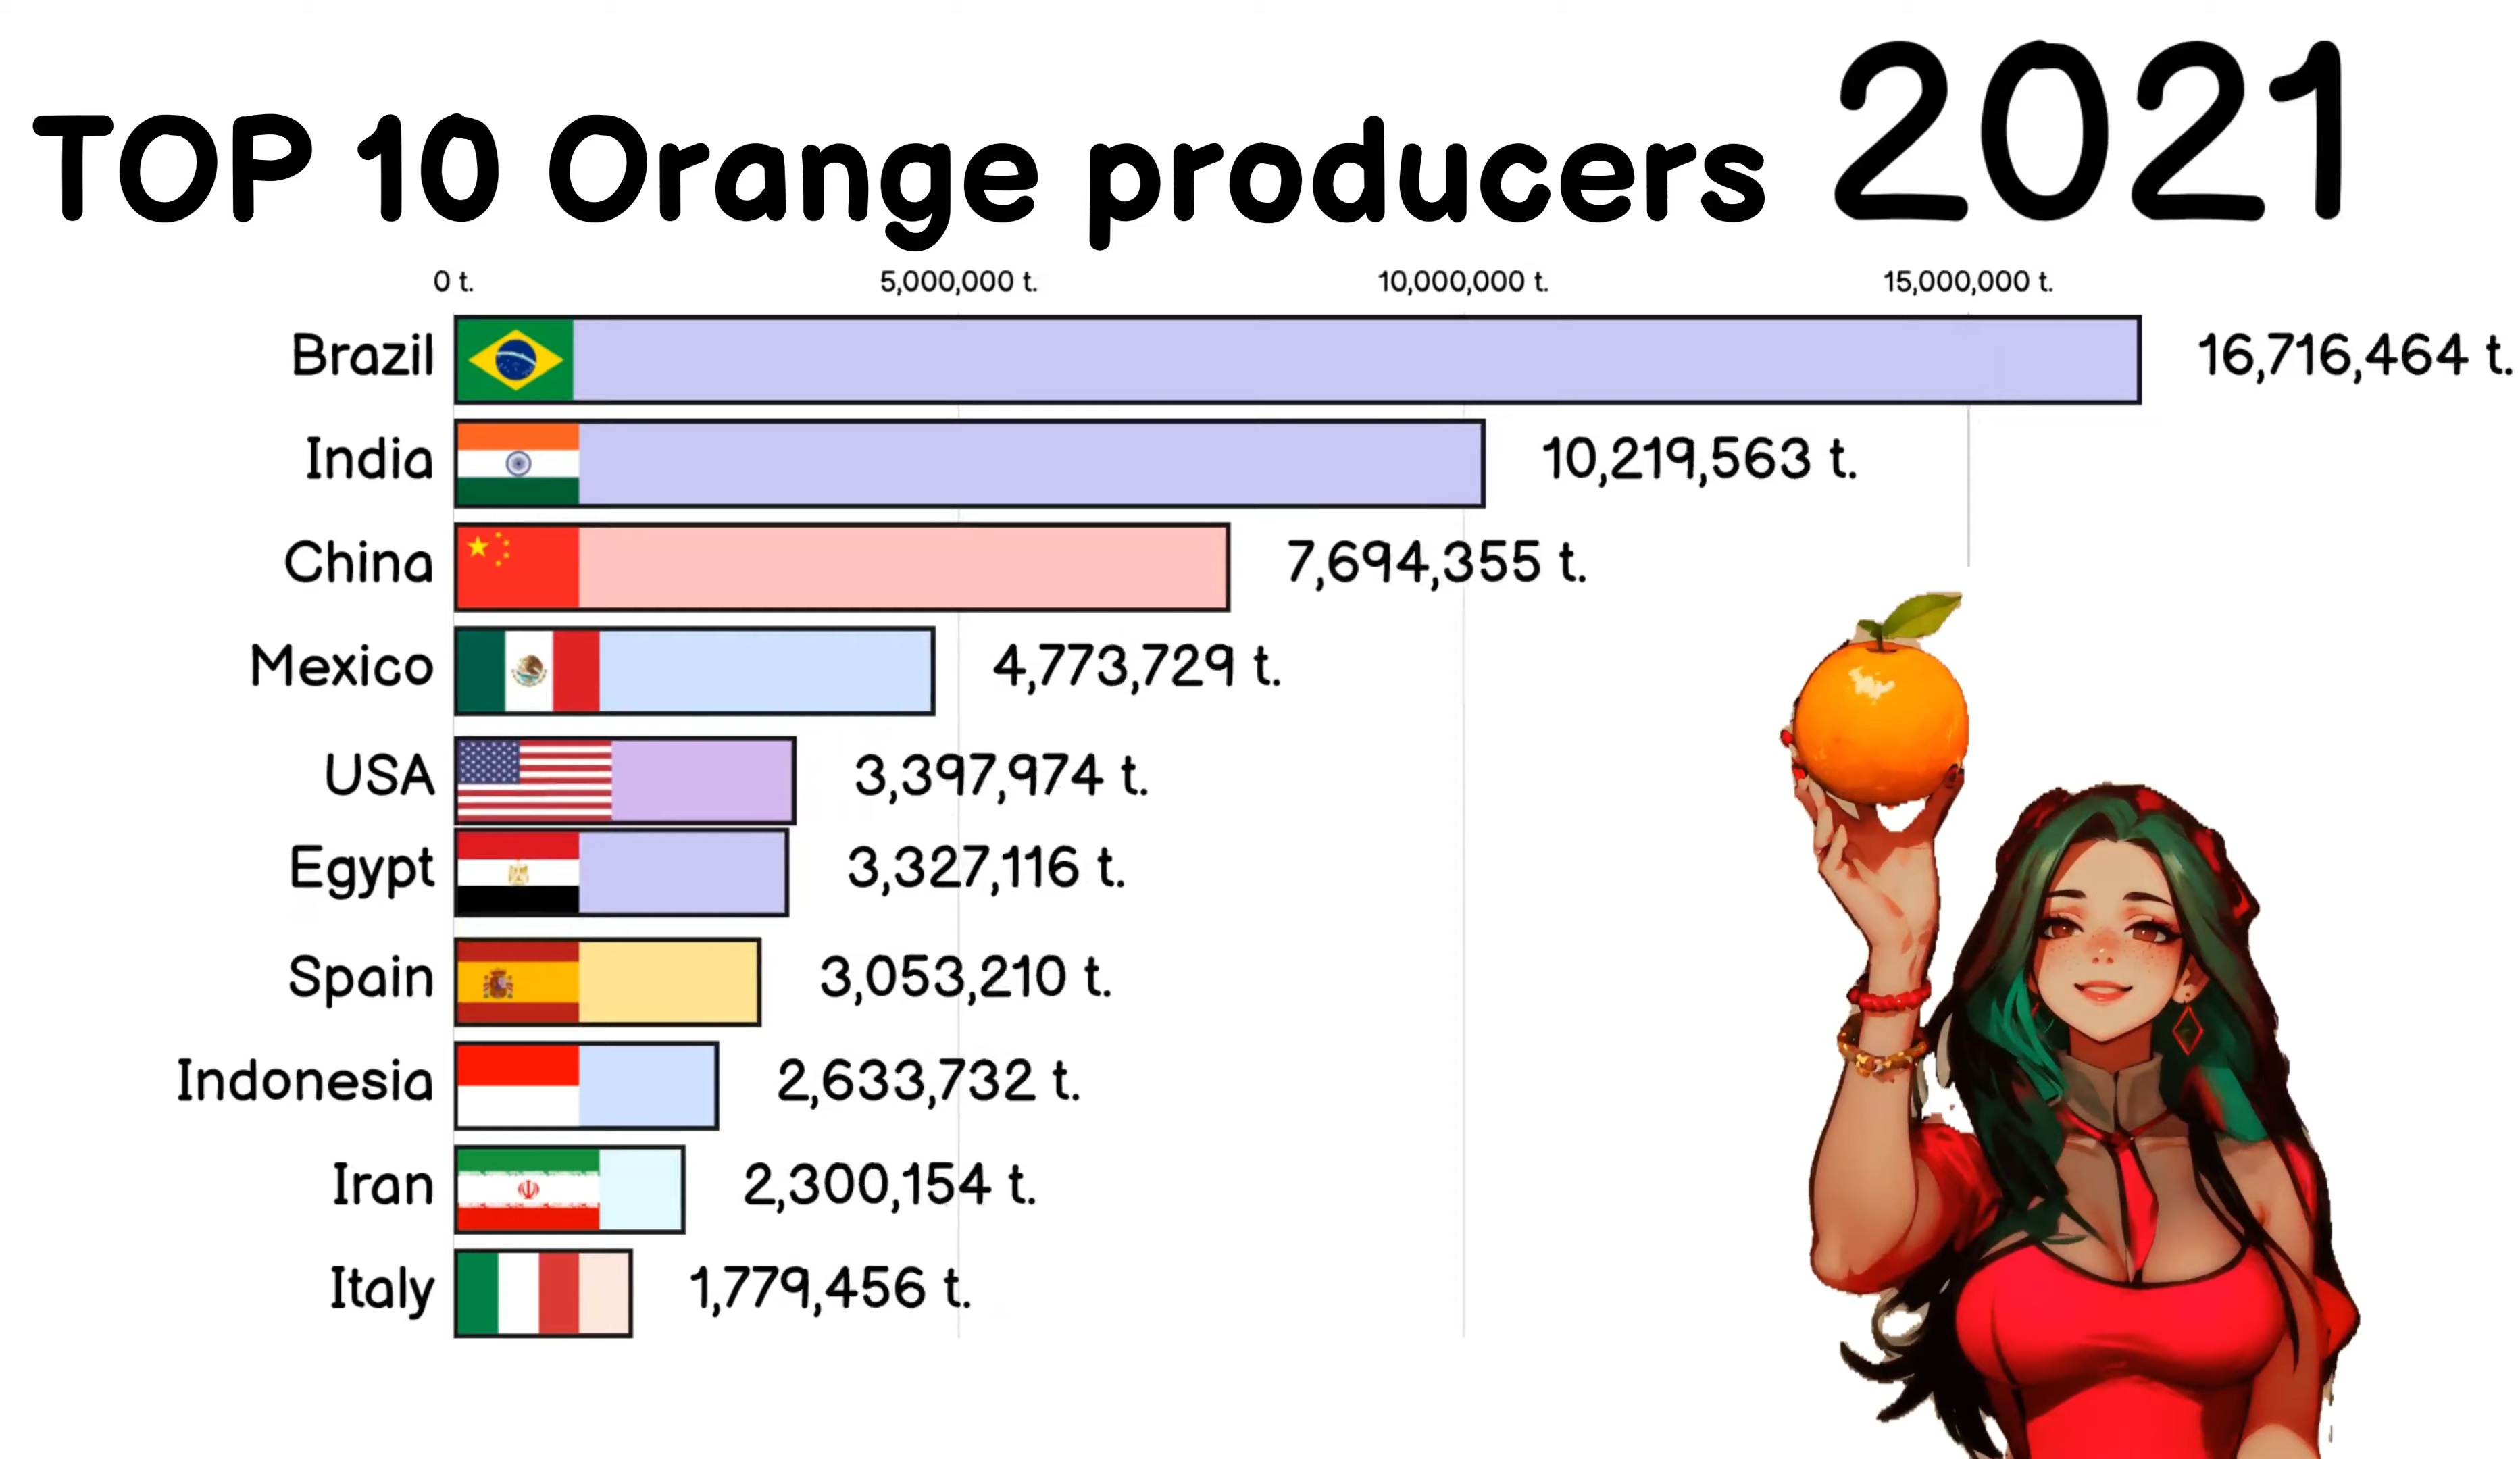 TOP 10 Orange producers 2021
0 t. 5,000,000 t. 10,000,000 t. 15,000,000 t.
Brazil 16,716,464 t.
India 10,219,563 t.
China 7,694,355 t.
Mexico 4,773,729 t.
USA 3,397,974 t.
Egypt 3,327,116 t.
Spain 3,053,210 t.
Indonesia 2,633,732 t.
Iran 2,300,154 t.
Italy 1,779,456 t.